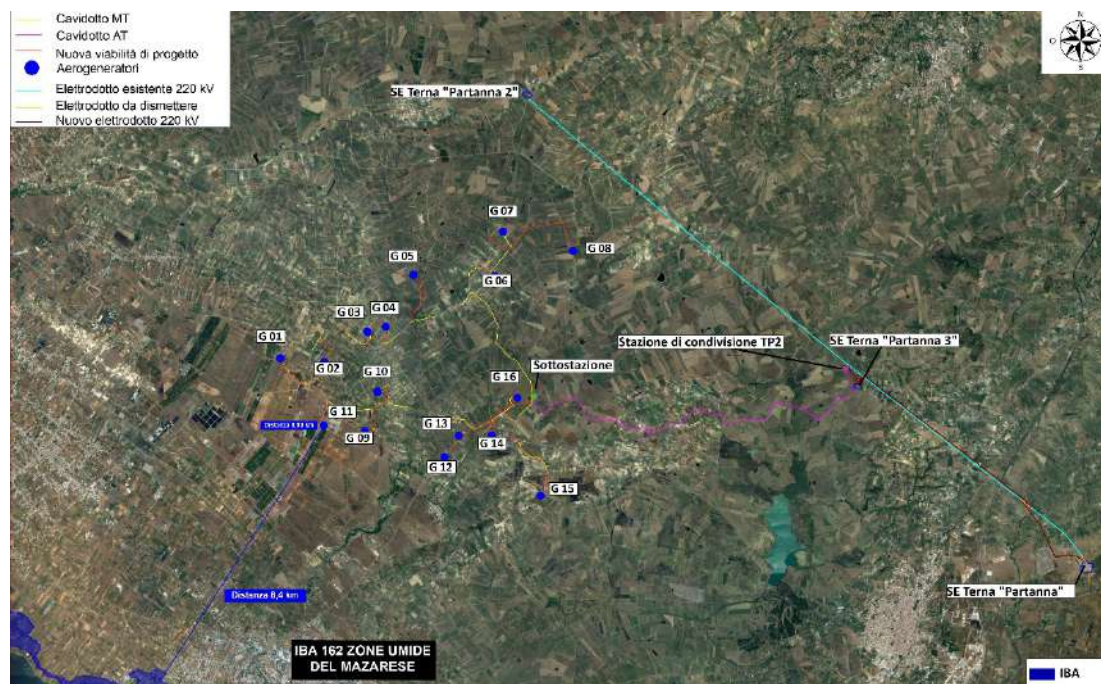 Cavidotto MT
Cavidotto AT
Nuova viabilità di progetto
Aerogeneratori
Elettrodotto esistente 220 kV
Elettrodotto da dismettere
Nuovo elettrodotto 220 kV
O
S
SE Terna "Partanna 2"
G 07
G 08
G 05
G 06
G 03
G 04
G 01
G 02
Stazione di condivisione TP2
SE Terna "Partanna 3"
Sottostazione
G 10
G 16
G 11
G 09
G 13
G 14
G 12
G 15
Distanza 8,4 km
SE Terna "Partanna"
IBA 162 ZONE UMIDE
DEL MAZARESE
IBA